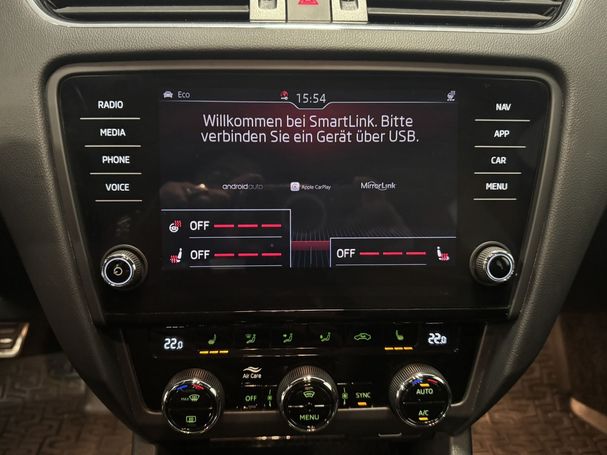 RADIO
MEDIA
PHONE
VOICE
Eco
15:54
Willkommen bei SmartLink. Bitte
verbinden Sie ein Gerät über USB.
androidauto
Apple CarPlay
MirrorLink
OFF
OFF
OFF
NAV
APP
CAR
MENU
22.0
22.0
Air Care
OFF
MENU
SYNC
AUTO
A/C